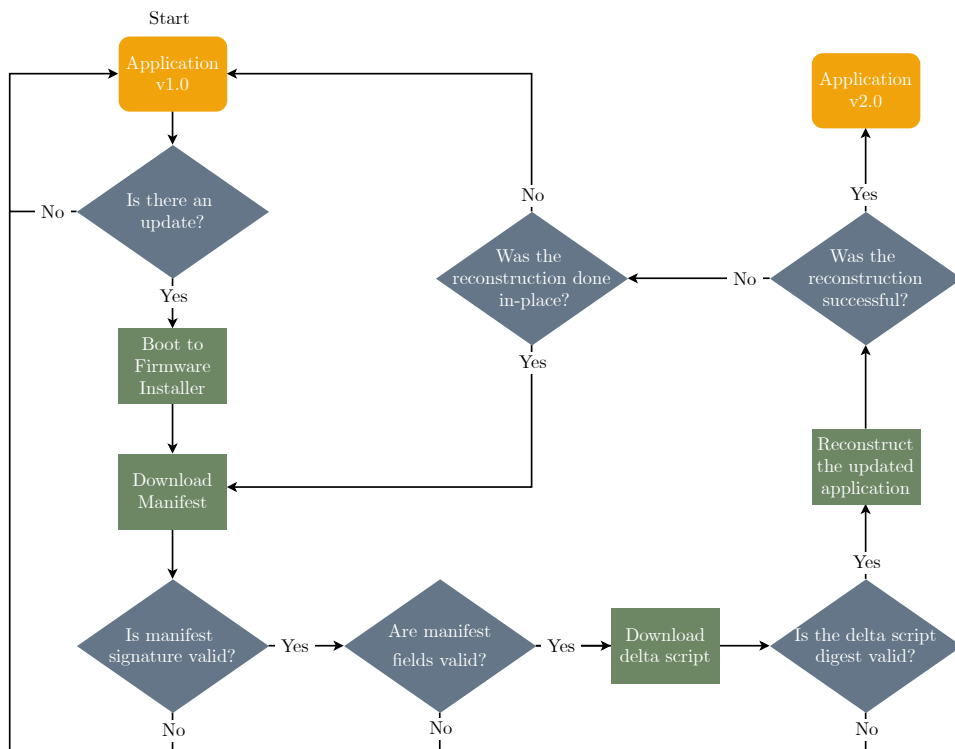 Start
Application
v1.0
Application
v2.0
Is there an
update?
No
Yes
No
Yes
Was the
reconstruction done
in-place?
No
Was the
reconstruction
successful?
Boot to
Firmware
Installer
Yes
Download
Manifest
Reconstruct
the updated
application
Yes
Is manifest
signature valid?
Yes
Are manifest
fields valid?
Yes
Download
delta script
Is the delta script
digest valid?
No
No
No